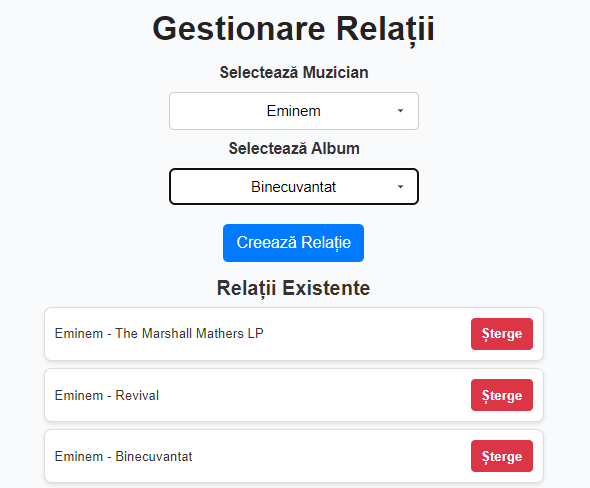 Gestionare Relații
Selectează Muzician
Eminem
Selectează Album
Binecuvantat
Creează Relație
Relații Existente
Eminem - The Marshall Mathers LP
Șterge
Eminem - Revival
Șterge
Eminem - Binecuvantat
Șterge